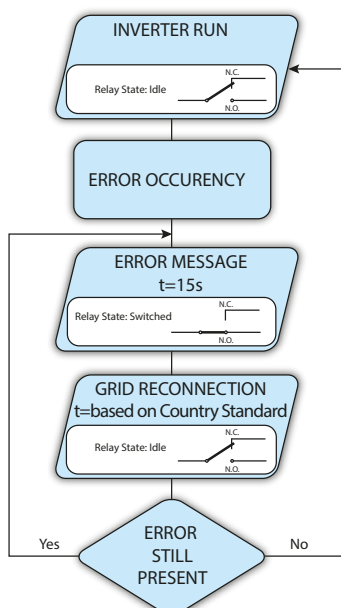 INVERTER RUN
N.C.
Relay State: Idle
N.O.
ERROR OCCURENCY
ERROR MESSAGE
t=15s
N.C.
Relay State: Switched
N.O.
GRID RECONNECTION
t=based on Country Standard
N.C.
Relay State: Idle
N.O.
Yes
ERROR
STILL
PRESENT
No